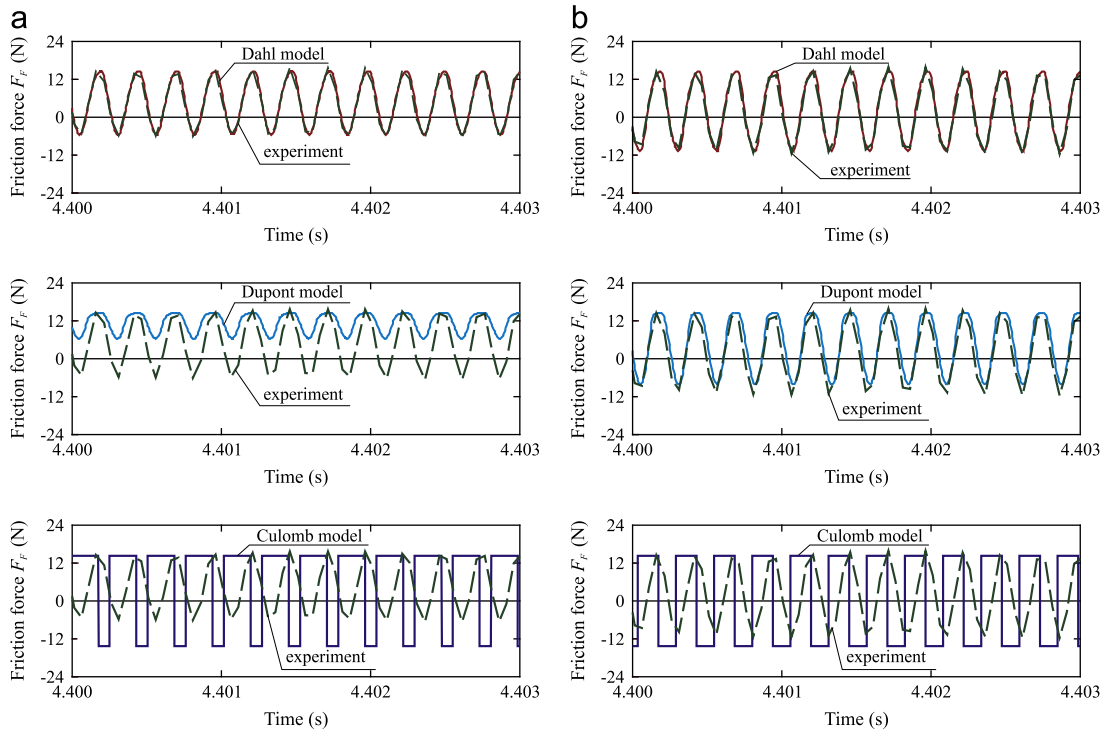 a
b
Friction force F_F (N)
24
12
0
-12
-24
Dahl model
experiment
4.400
4.401
4.402
4.403
Time (s)
Friction force F_F (N)
24
12
0
-12
-24
Dahl model
experiment
4.400
4.401
4.402
4.403
Time (s)
Friction force F_F (N)
24
12
0
-12
-24
Dupont model
experiment
4.400
4.401
4.402
4.403
Time (s)
Friction force F_F (N)
24
12
0
-12
-24
Dupont model
experiment
4.400
4.401
4.402
4.403
Time (s)
Friction force F_F (N)
24
12
0
-12
-24
Culomb model
experiment
4.400
4.401
4.402
4.403
Time (s)
Friction force F_F (N)
24
12
0
-12
-24
Culomb model
experiment
4.400
4.401
4.402
4.403
Time (s)